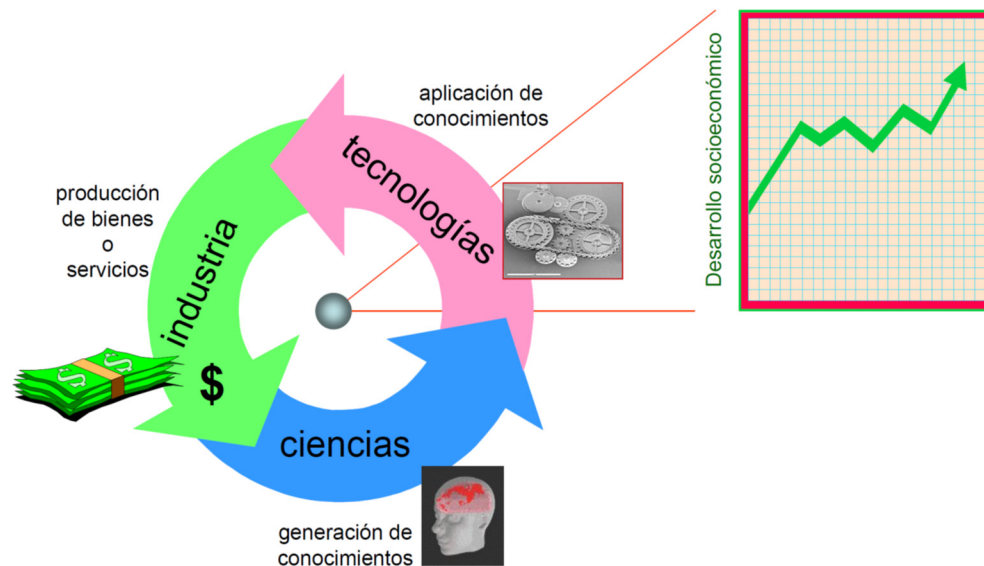 aplicación de
conocimientos
tecnologías
producción
de bienes
o
servicios
industria
$
$
$
ciencias
generación de
conocimientos
Desarrollo socioeconómico